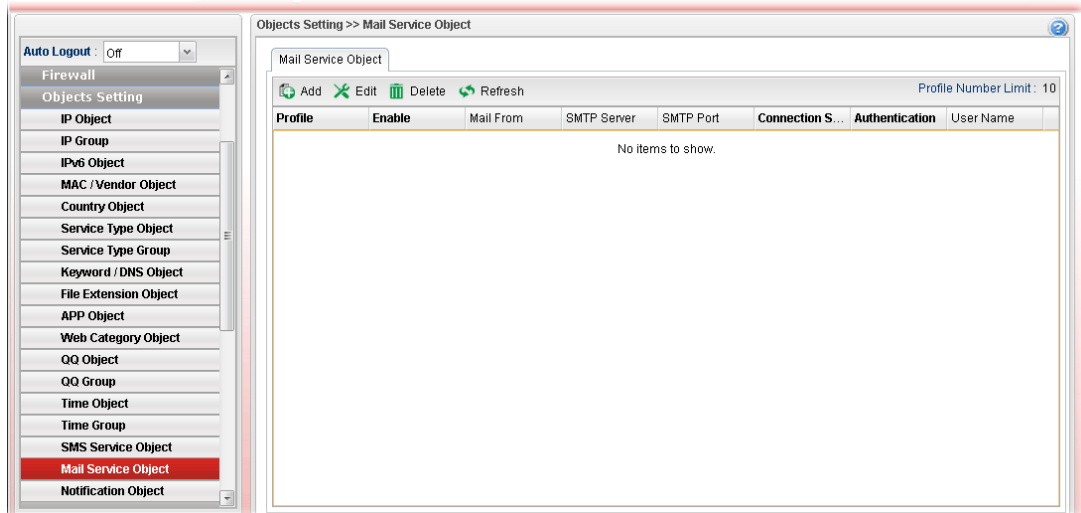 Objects Setting >> Mail Service Object
Auto Logout : Off
Firewall
Objects Setting
IP Object
IP Group
IPv6 Object
MAC / Vendor Object
Country Object
Service Type Object
Service Type Group
Keyword / DNS Object
File Extension Object
APP Object
Web Category Object
QQ Object
QQ Group
Time Object
Time Group
SMS Service Object
Mail Service Object
Notification Object
Mail Service Object
Add Edit Delete Refresh Profile Number Limit : 10
Profile Enable Mail From SMTP Server SMTP Port Connection S... Authentication User Name
No items to show.